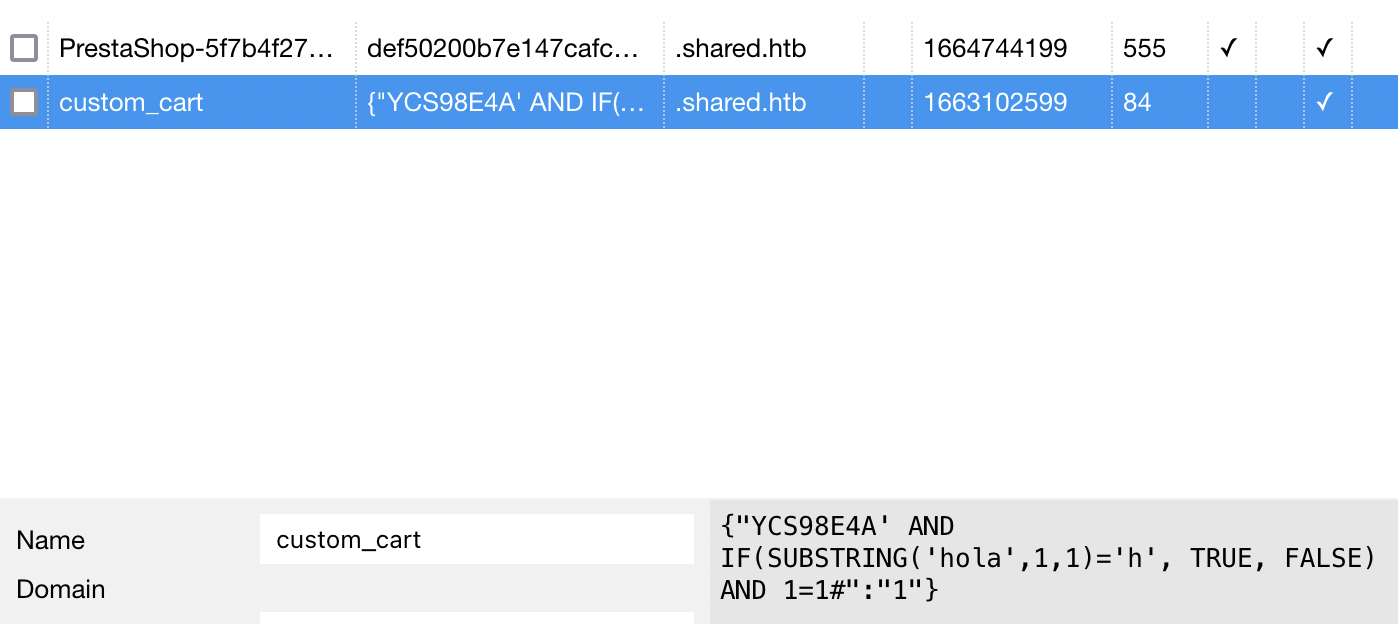 PrestaShop-5f7b4f27… def50200b7e147cafc… .shared.htb 1664744199 555 ✓ ✓
custom_cart {"YCS98E4A' AND IF(… .shared.htb 1663102599 84 ✓
Name custom_cart
Domain
{"YCS98E4A' AND
IF(SUBSTRING('hola',1,1)='h', TRUE, FALSE)
AND 1=1#":"1"}